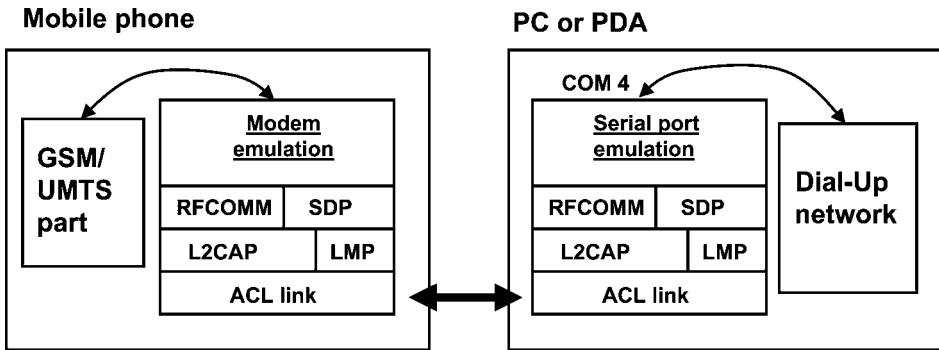 Mobile phone
GSM/
UMTS
part
Modem
emulation
RFCOMM
SDP
L2CAP
LMP
ACL link
PC or PDA
COM 4
Serial port
emulation
RFCOMM
SDP
L2CAP
LMP
ACL link
Dial-Up
network